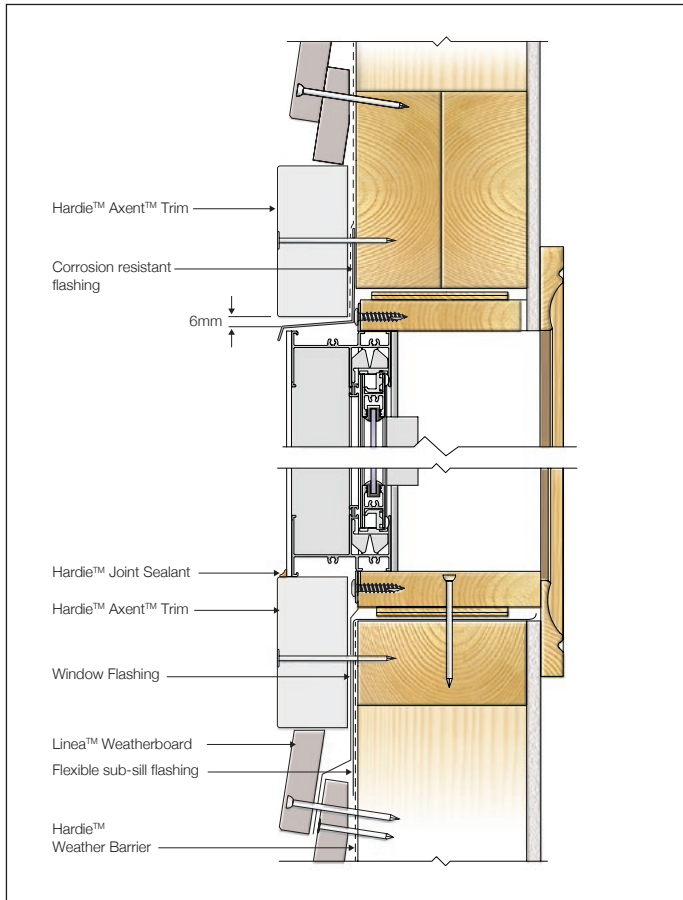 Hardie™ Axent™ Trim
Corrosion resistant
flashing
6mm
Hardie™ Joint Sealant
Hardie™ Axent™ Trim
Window Flashing
Linea™ Weatherboard
Flexible sub-sill flashing
Hardie™
Weather Barrier